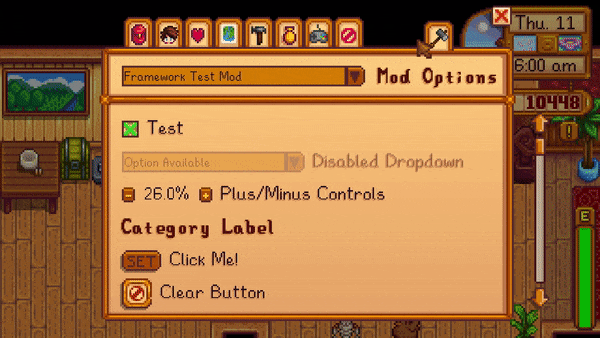 Thu. 11
6:00 am
10448
Framework Test Mod
Mod Options
Test
Option Available
Disabled Dropdown
26.0%
Plus/Minus Controls
Category Label
SET
Click Me!
Clear Button
E